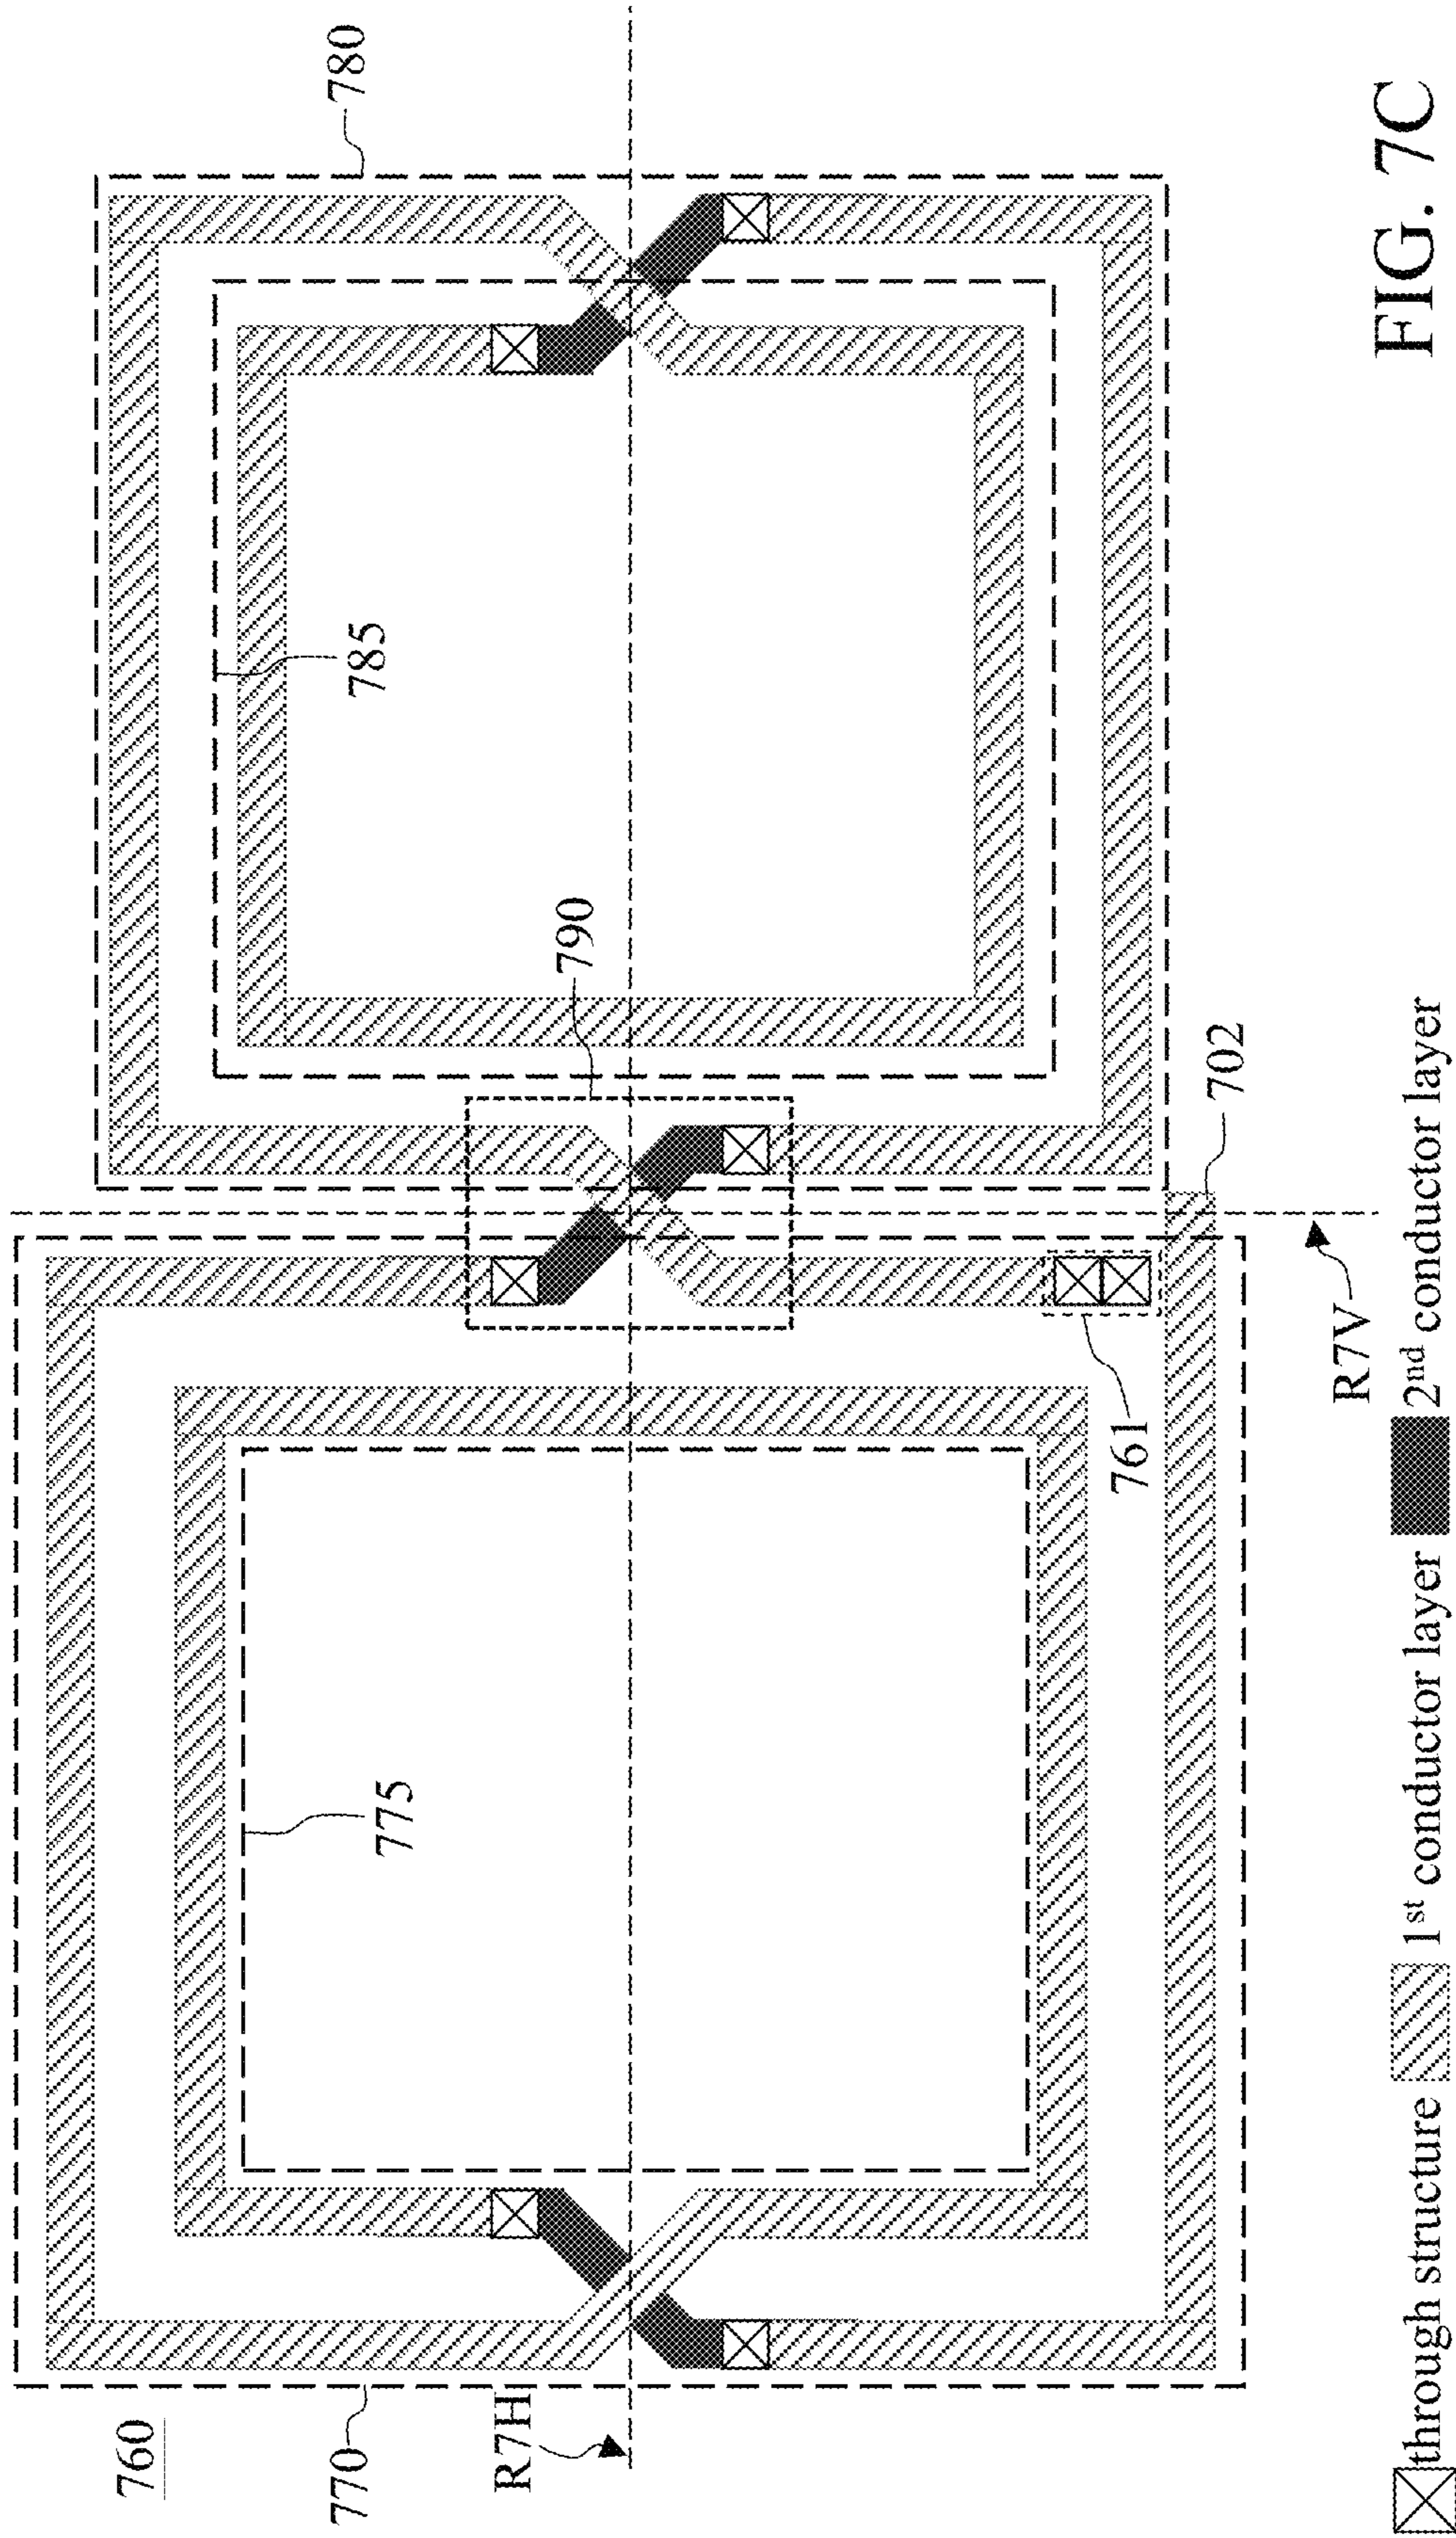 760
770
780
R7H
775
785
790
761
702
R7V
through structure 1st conductor layer 2nd conductor layer
FIG. 7C